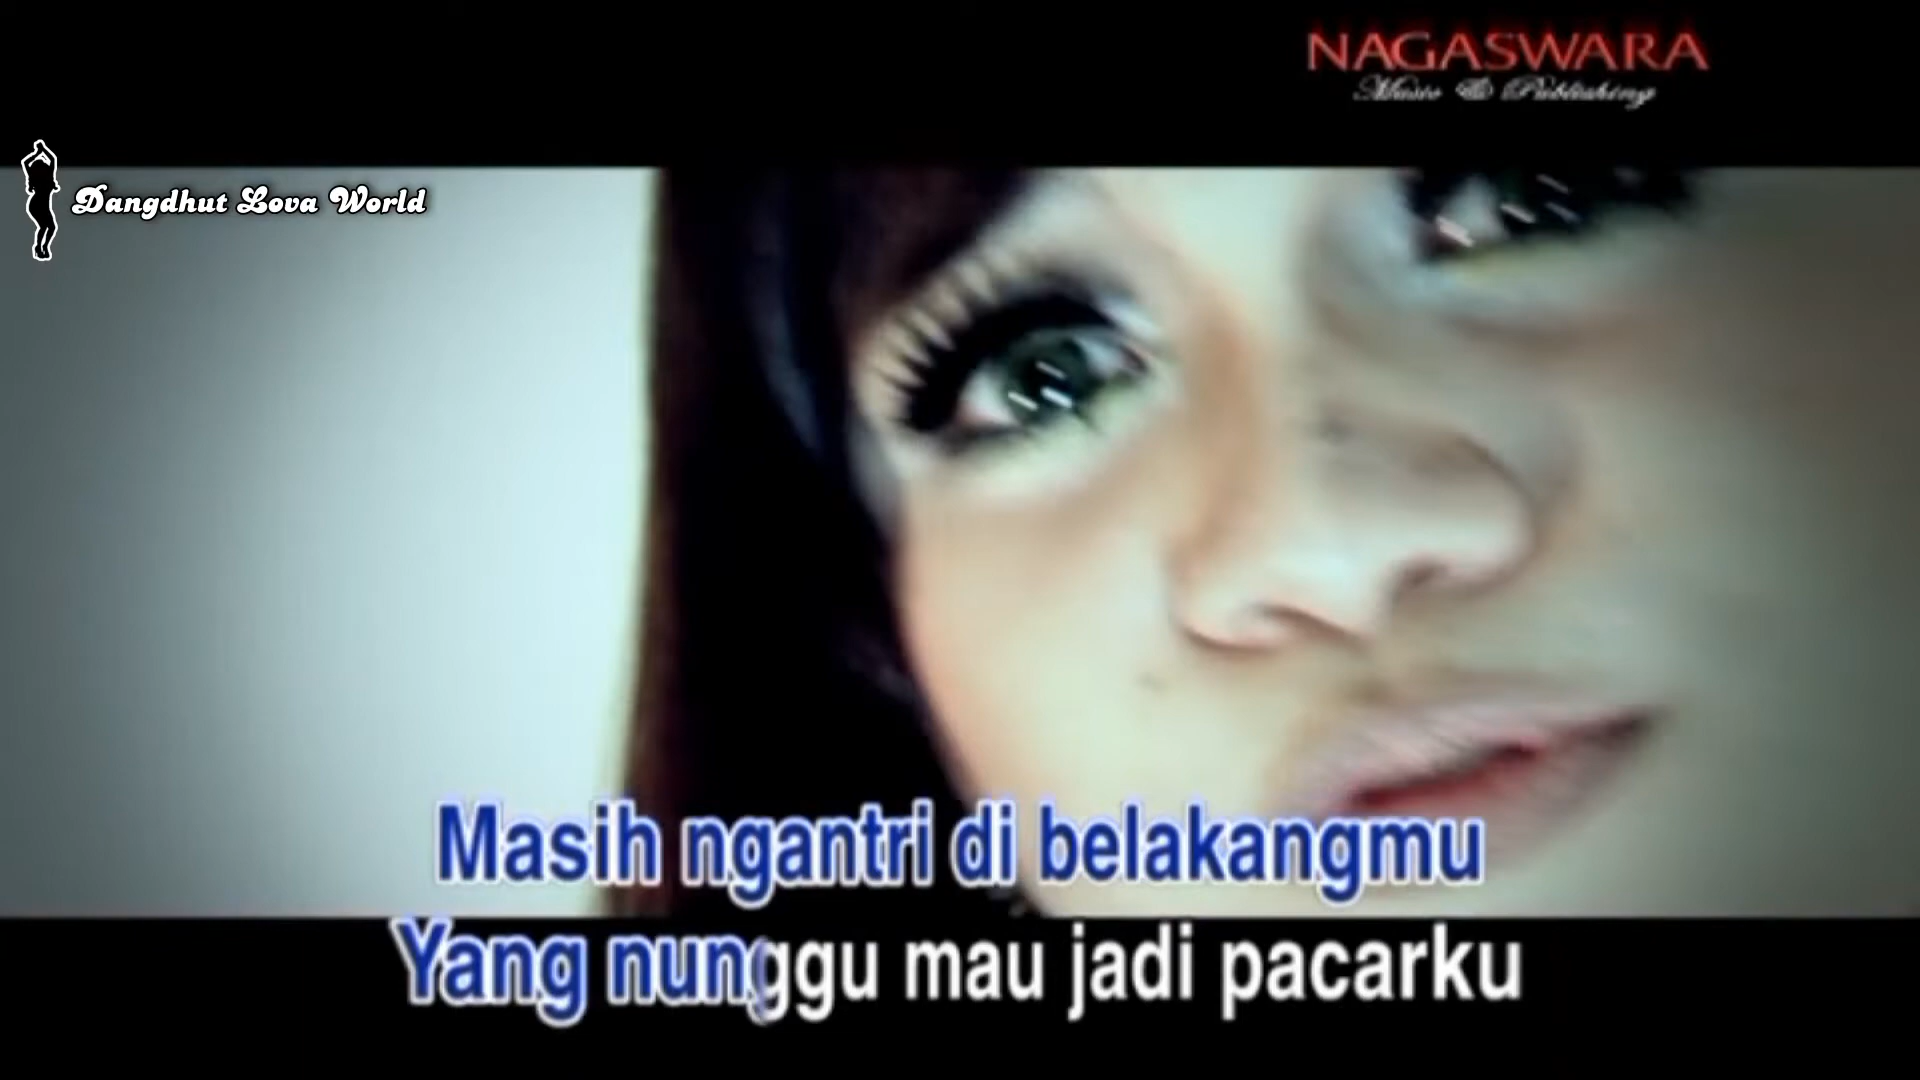 NAGASWARA
Music & Publishing
Dangdhut Lova World
Masih ngantri di belakangmu
Yang nunggu mau jadi pacarku